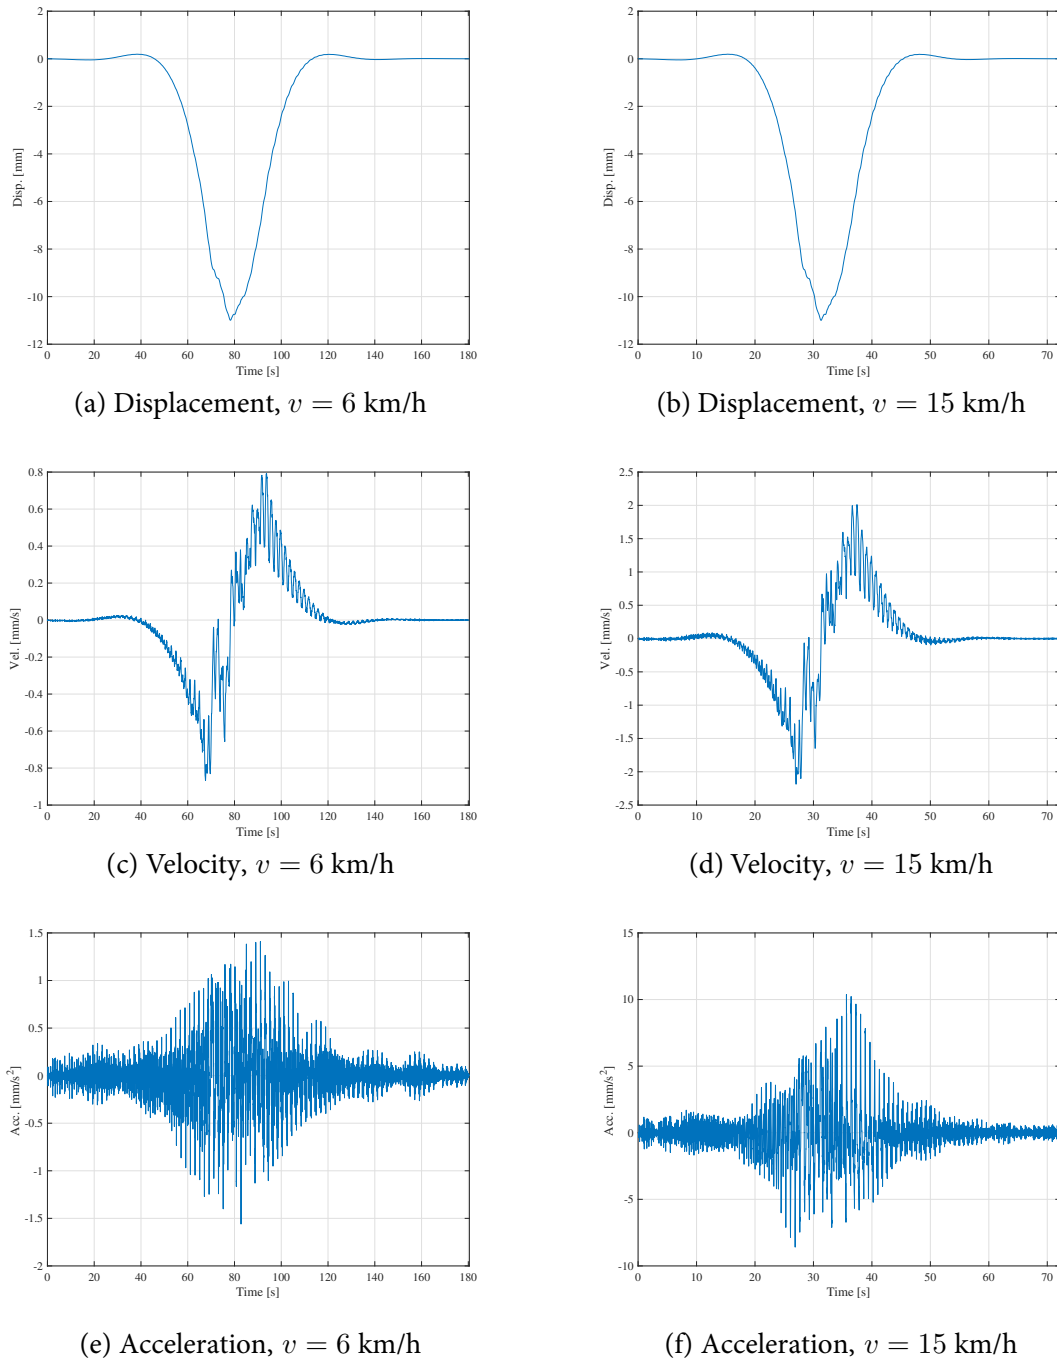 2
0
-2
-4
-6
-8
-10
-12
Disp. [mm]
0 20 40 60 80 100 120 140 160 180
Time [s]
(a) Displacement, v = 6 km/h
2
0
-2
-4
-6
-8
-10
-12
Disp. [mm]
0 10 20 30 40 50 60 70
Time [s]
(b) Displacement, v = 15 km/h
0.8
0.6
0.4
0.2
0
-0.2
-0.4
-0.6
-0.8
-1
Vel. [mm/s]
0 20 40 60 80 100 120 140 160 180
Time [s]
(c) Velocity, v = 6 km/h
2.5
2
1.5
1
0.5
0
-0.5
-1
-1.5
-2
-2.5
Vel. [mm/s]
0 10 20 30 40 50 60 70
Time [s]
(d) Velocity, v = 15 km/h
1.5
1
0.5
0
-0.5
-1
-1.5
-2
Acc. [mm/s²]
0 20 40 60 80 100 120 140 160 180
Time [s]
(e) Acceleration, v = 6 km/h
15
10
5
0
-5
-10
Acc. [mm/s²]
0 10 20 30 40 50 60 70
Time [s]
(f) Acceleration, v = 15 km/h